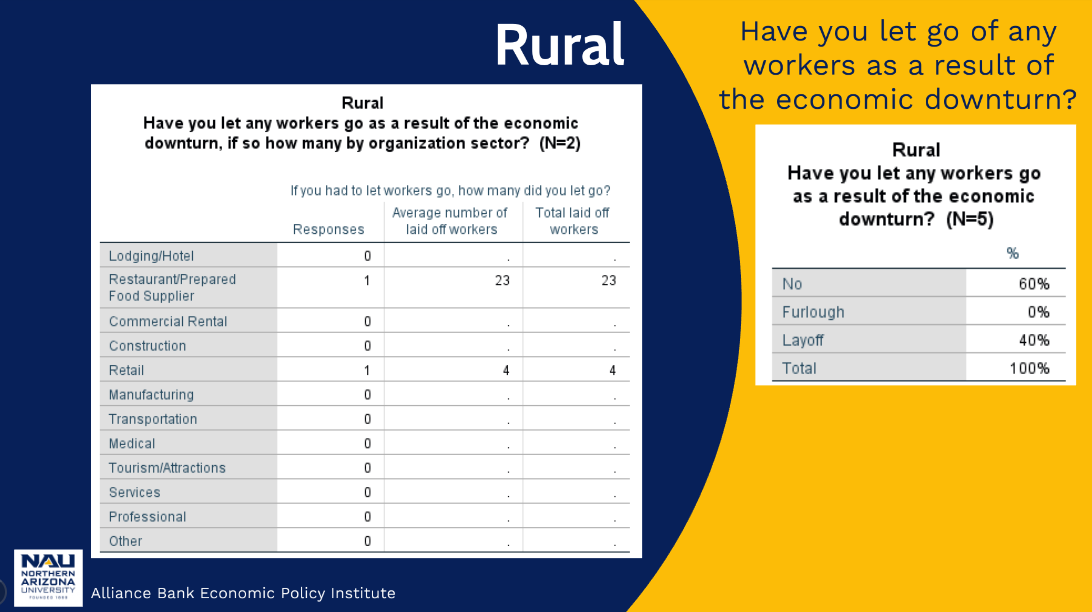 Rural
Have you let go of any
workers as a result of
the economic downturn?
Rural
Have you let any workers go as a result of the economic
downturn, if so how many by organization sector? (N=2)
If you had to let workers go, how many did you let go?
Responses Average number of laid off workers Total laid off workers
Lodging/Hotel 0 . .
Restaurant/Prepared Food Supplier 1 23 23
Commercial Rental 0 . .
Construction 0 . .
Retail 1 4 4
Manufacturing 0 . .
Transportation 0 . .
Medical 0 . .
Tourism/Attractions 0 . .
Services 0 . .
Professional 0 . .
Other 0 . .
Rural
Have you let any workers go
as a result of the economic
downturn? (N=5)
%
No 60%
Furlough 0%
Layoff 40%
Total 100%
NAU
NORTHERN
ARIZONA
UNIVERSITY
FOUNDED 1899
Alliance Bank Economic Policy Institute